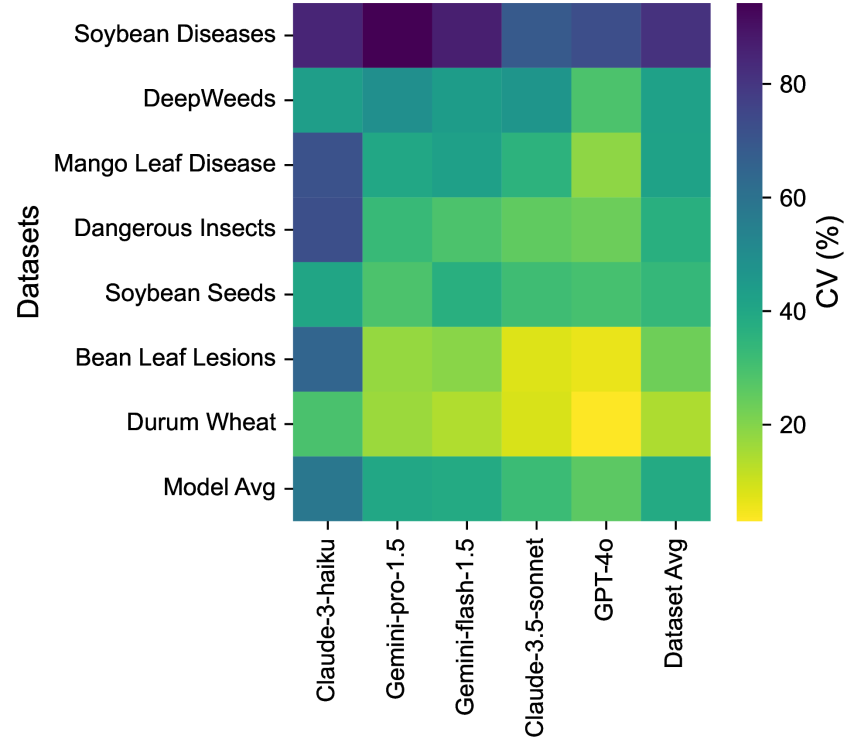 Datasets
Soybean Diseases
DeepWeeds
Mango Leaf Disease
Dangerous Insects
Soybean Seeds
Bean Leaf Lesions
Durum Wheat
Model Avg
Claude-3-haiku
Gemini-pro-1.5
Gemini-flash-1.5
Claude-3.5-sonnet
GPT-4o
Dataset Avg
80
60
40
20
CV (%)